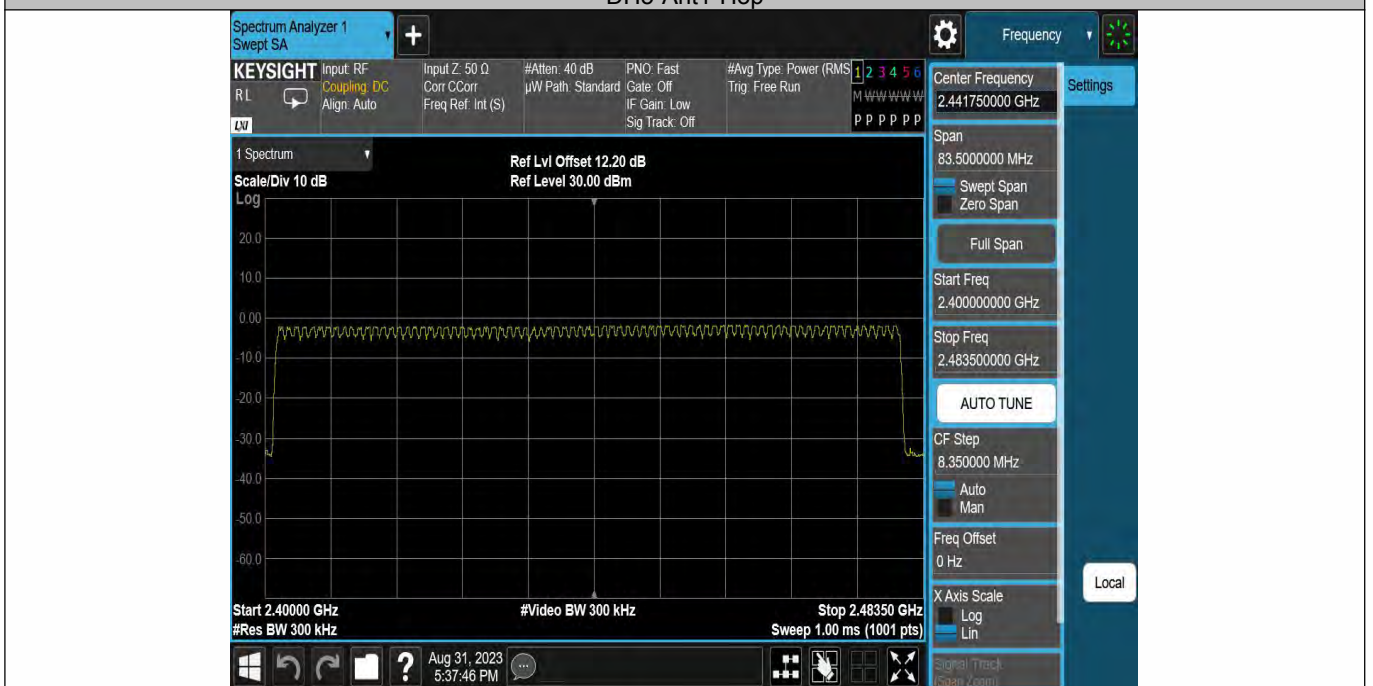 Spectrum Analyzer 1
Swept SA
+
Frequency
KEYSIGHT
RL
LXI
Input: RF
Coupling: DC
Align: Auto
Input Z: 50 Ω
Corr CCorr
Freq Ref: Int (S)
#Atten: 40 dB
µW Path: Standard
PNO: Fast
Gate: Off
IF Gain: Low
Sig Track: Off
#Avg Type: Power (RMS
Trig: Free Run
1 2 3 4 5 6
M W W W W W
P P P P P P
1 Spectrum
Ref Lvl Offset 12.20 dB
Scale/Div 10 dB
Ref Level 30.00 dBm
Log
20.0
10.0
0.00
-10.0
-20.0
-30.0
-40.0
-50.0
-60.0
Start 2.40000 GHz
#Video BW 300 kHz
Stop 2.48350 GHz
#Res BW 300 kHz
Sweep 1.00 ms (1001 pts)
?
Aug 31, 2023
5:37:46 PM
Center Frequency
2.441750000 GHz
Settings
Span
83.5000000 MHz
Swept Span
Zero Span
Full Span
Start Freq
2.400000000 GHz
Stop Freq
2.483500000 GHz
AUTO TUNE
CF Step
8.350000 MHz
Auto
Man
Freq Offset
0 Hz
Local
X Axis Scale
Log
Lin
Signal Track
(Span Zoom)